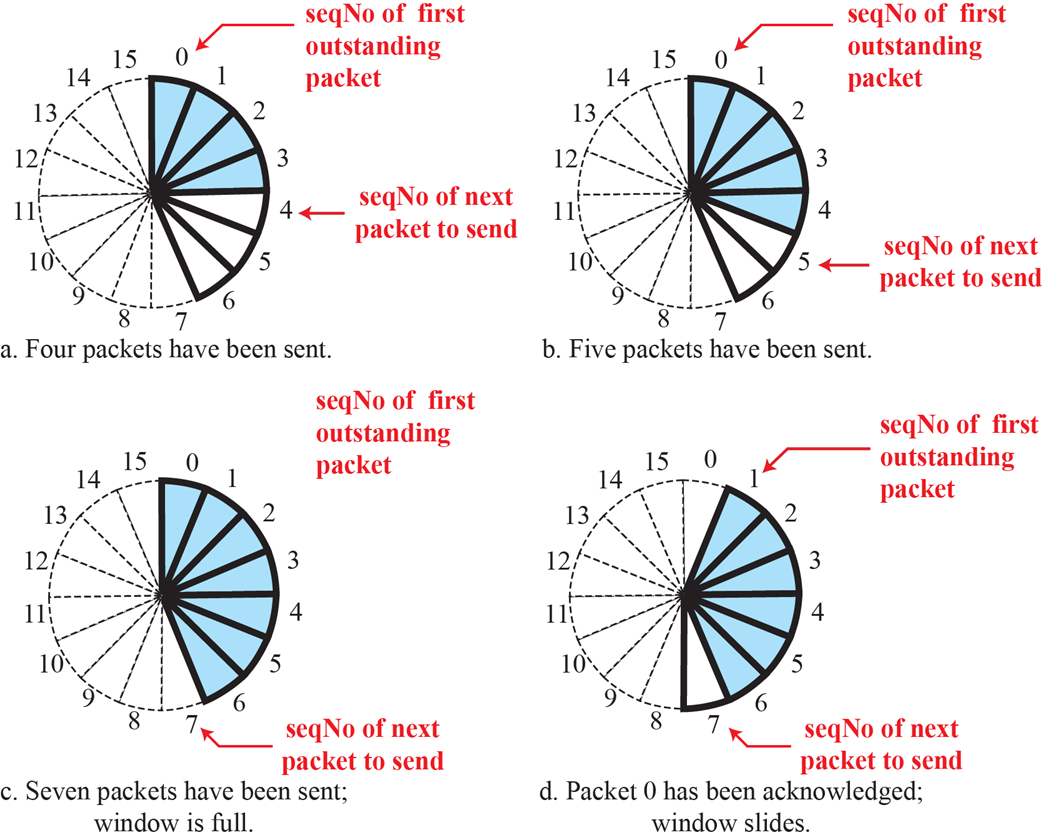 seqNo of first
outstanding
packet
0
1
2
3
4
5
6
7
8
9
10
11
12
13
14
15
seqNo of next
packet to send
a. Four packets have been sent.
seqNo of first
outstanding
packet
0
1
2
3
4
5
6
7
8
9
10
11
12
13
14
15
seqNo of next
packet to send
b. Five packets have been sent.
seqNo of first
outstanding
packet
0
1
2
3
4
5
6
7
8
9
10
11
12
13
14
15
seqNo of next
packet to send
c. Seven packets have been sent;
window is full.
seqNo of first
outstanding
packet
0
1
2
3
4
5
6
7
8
9
10
11
12
13
14
15
seqNo of next
packet to send
d. Packet 0 has been acknowledged;
window slides.